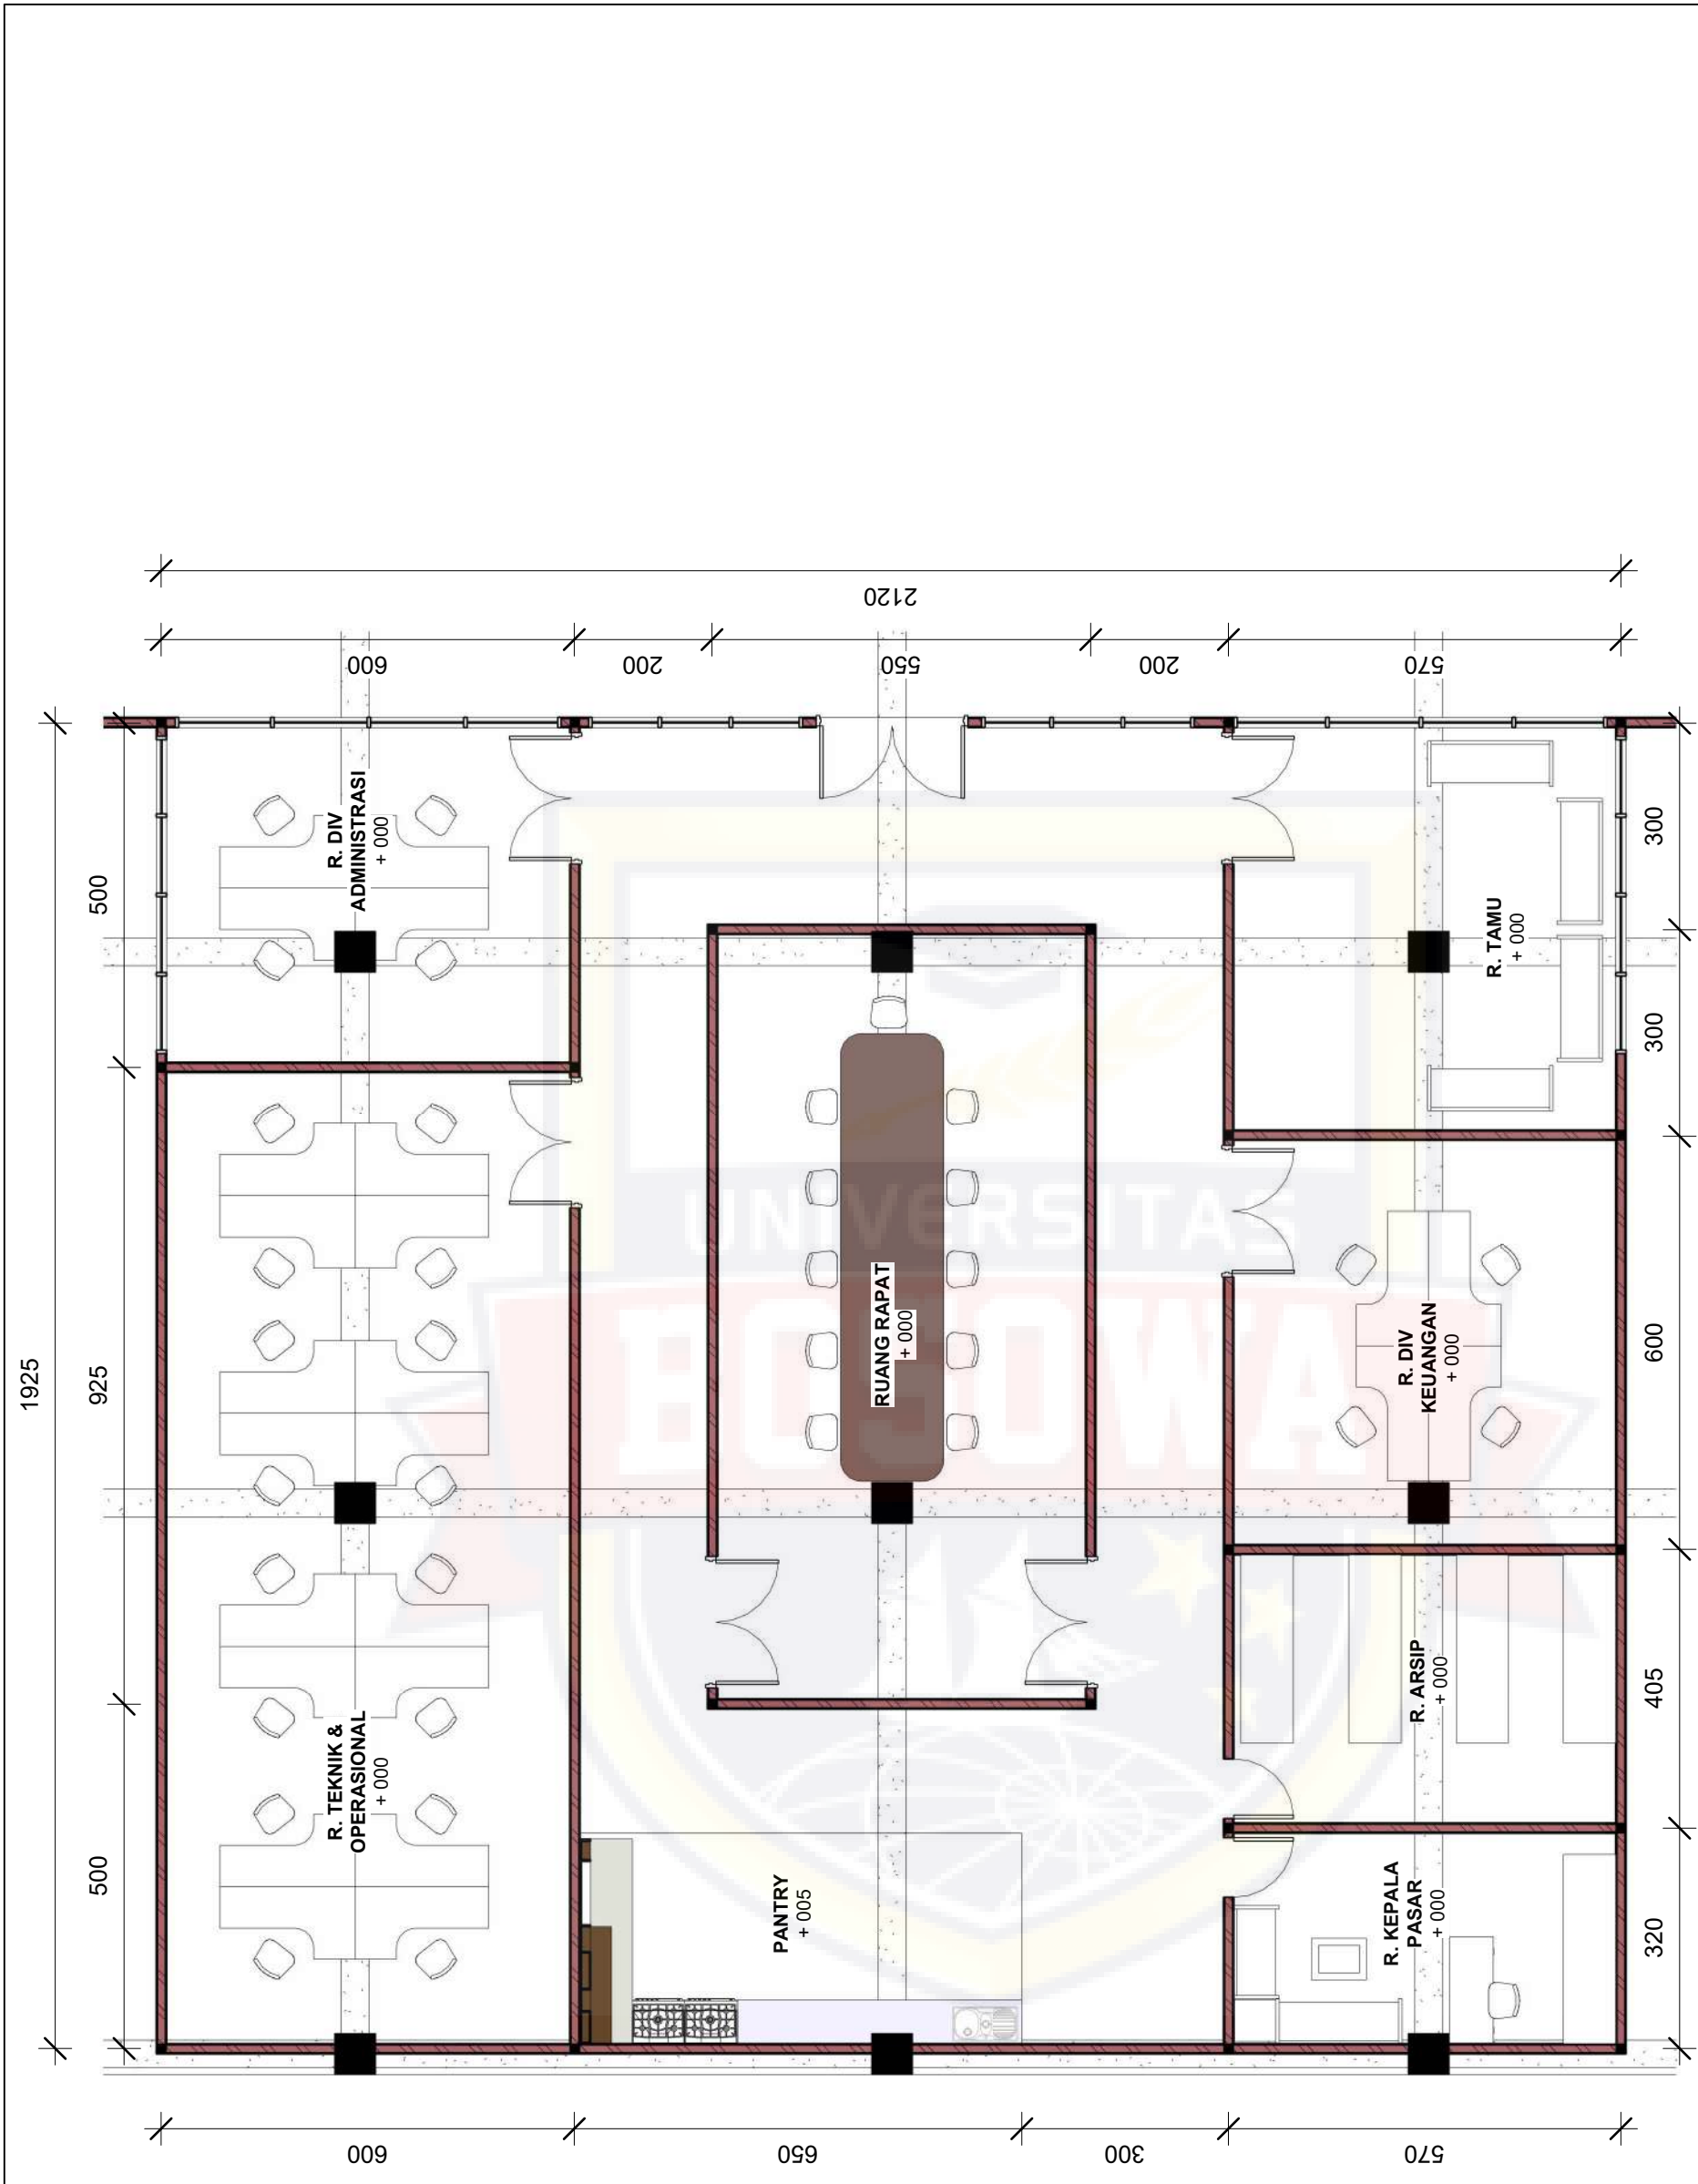 2120
600
200
550
200
570
1925
500
925
500
R. DIV
ADMINISTRASI
+ 000
R. TAMU
+ 000
300
300
600
405
320
UNIVERSITAS
BOSOWA
RUANG RAPAT
+ 000
R. DIV
KEUANGAN
+ 000
R. TEKNIK &
OPERASIONAL
+ 000
R. ARSIP
+ 000
PANTRY
+ 005
R. KEPALA
PASAR
+ 000
600
650
300
570